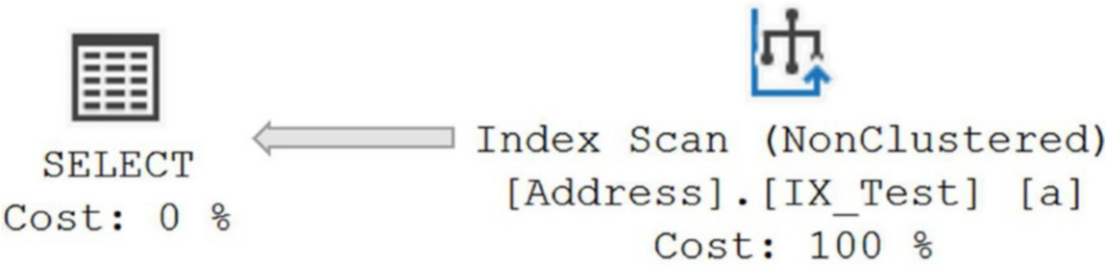 SELECT
Cost: 0 %
Index Scan (NonClustered)
[Address].[IX_Test] [a]
Cost: 100 %